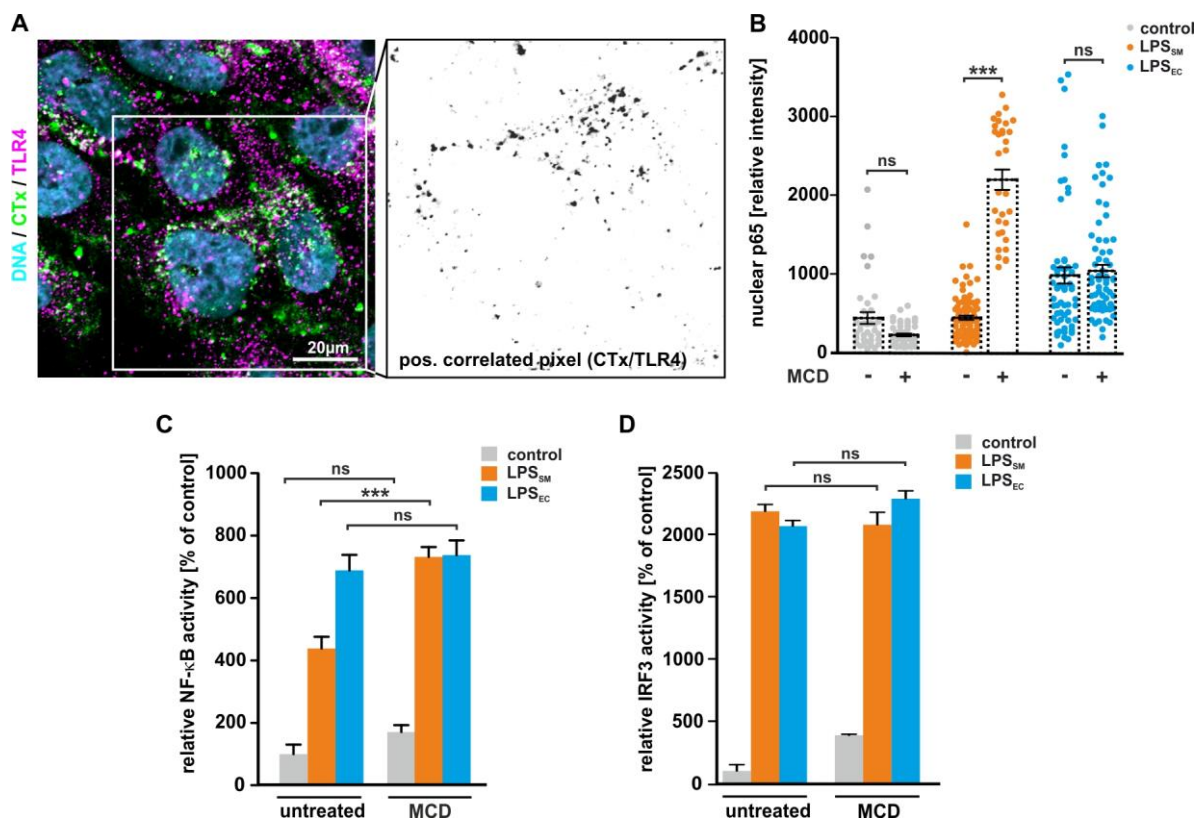 A
DNA / CTx / TLR4
20µm
pos. correlated pixel (CTx/TLR4)
B
control
LPSSM
LPSEC
nuclear p65 [relative intensity]
4000
3000
2000
1000
0
ns
***
ns
MCD - + - + - +
C
control
LPSSM
LPSEC
relative NF-κB activity [% of control]
1000
800
600
400
200
0
ns
***
ns
untreated MCD
D
control
LPSSM
LPSEC
relative IRF3 activity [% of control]
2500
2000
1500
1000
500
0
ns
ns
untreated MCD